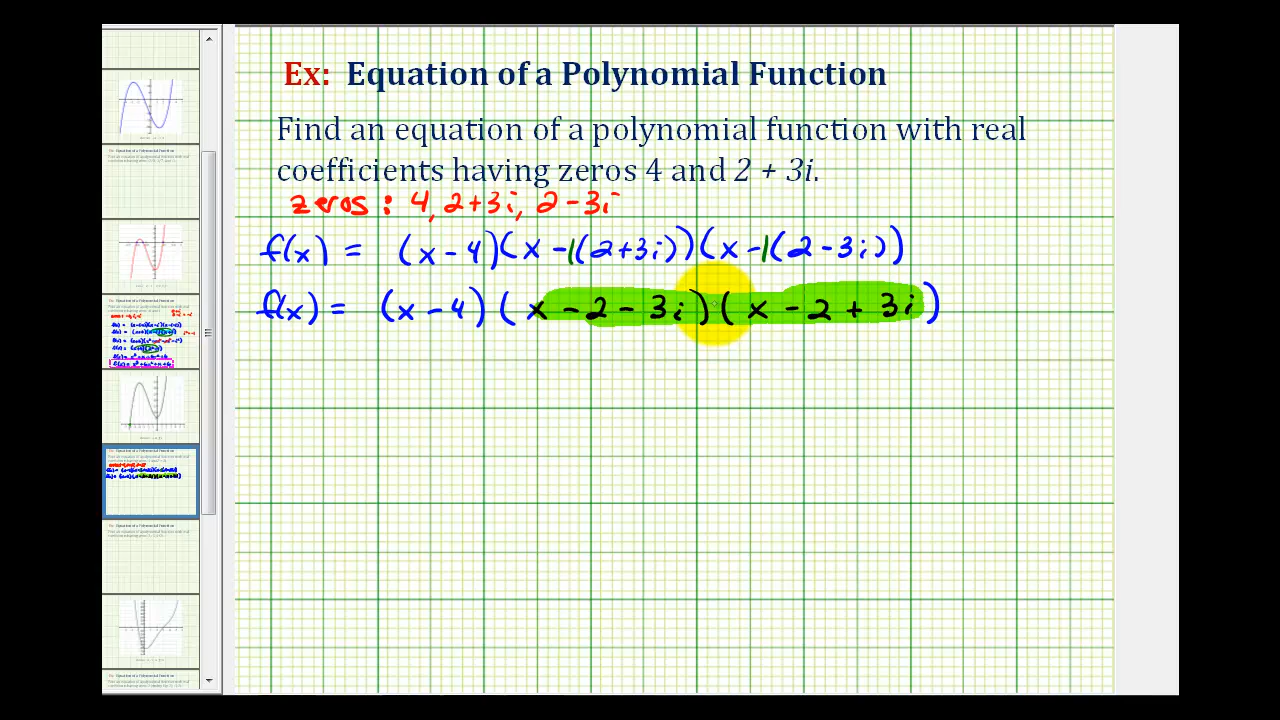 Ex: Equation of a Polynomial Function
Find an equation of a polynomial function with real
coefficients having zeros 4 and 2 + 3i.
zeros : 4, 2+3i, 2-3i
f(x) = (x-4)(x-1(2+3i))(x-1(2-3i))
f(x) = (x-4)(x-2-3i)(x-2+3i)